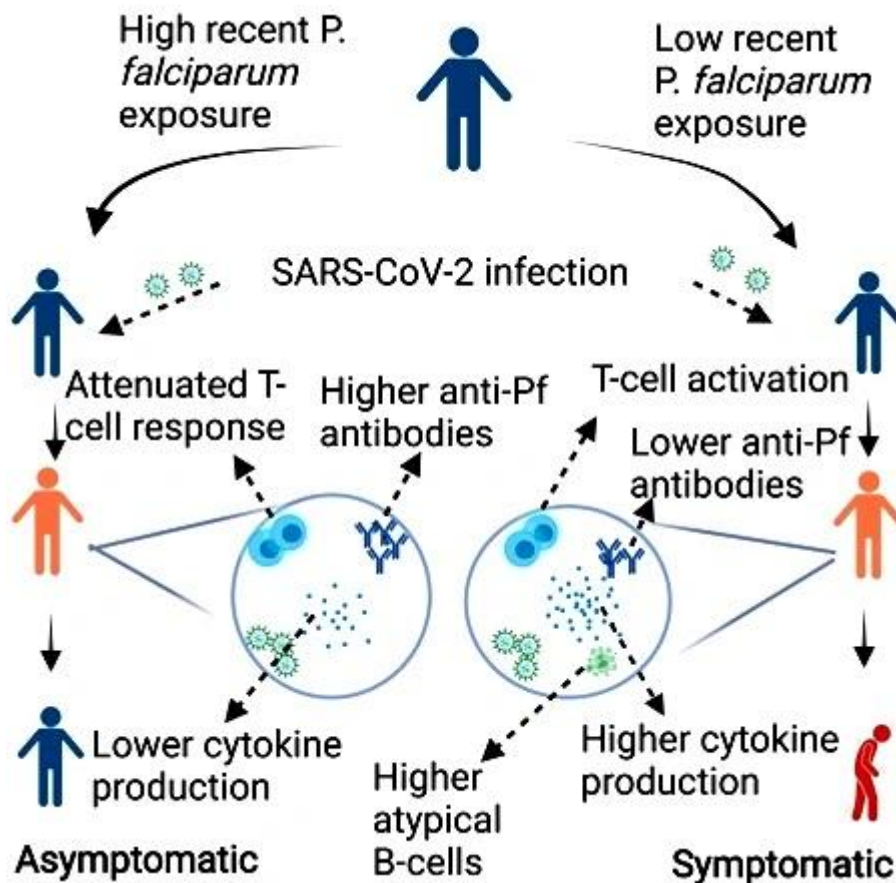 High recent P.
falciparum
exposure
Low recent
P. falciparum
exposure
SARS-CoV-2 infection
Attenuated T-
cell response
Higher anti-Pf
antibodies
T-cell activation
Lower anti-Pf
antibodies
Lower cytokine
production
Higher
atypical
B-cells
Higher cytokine
production
Asymptomatic
Symptomatic